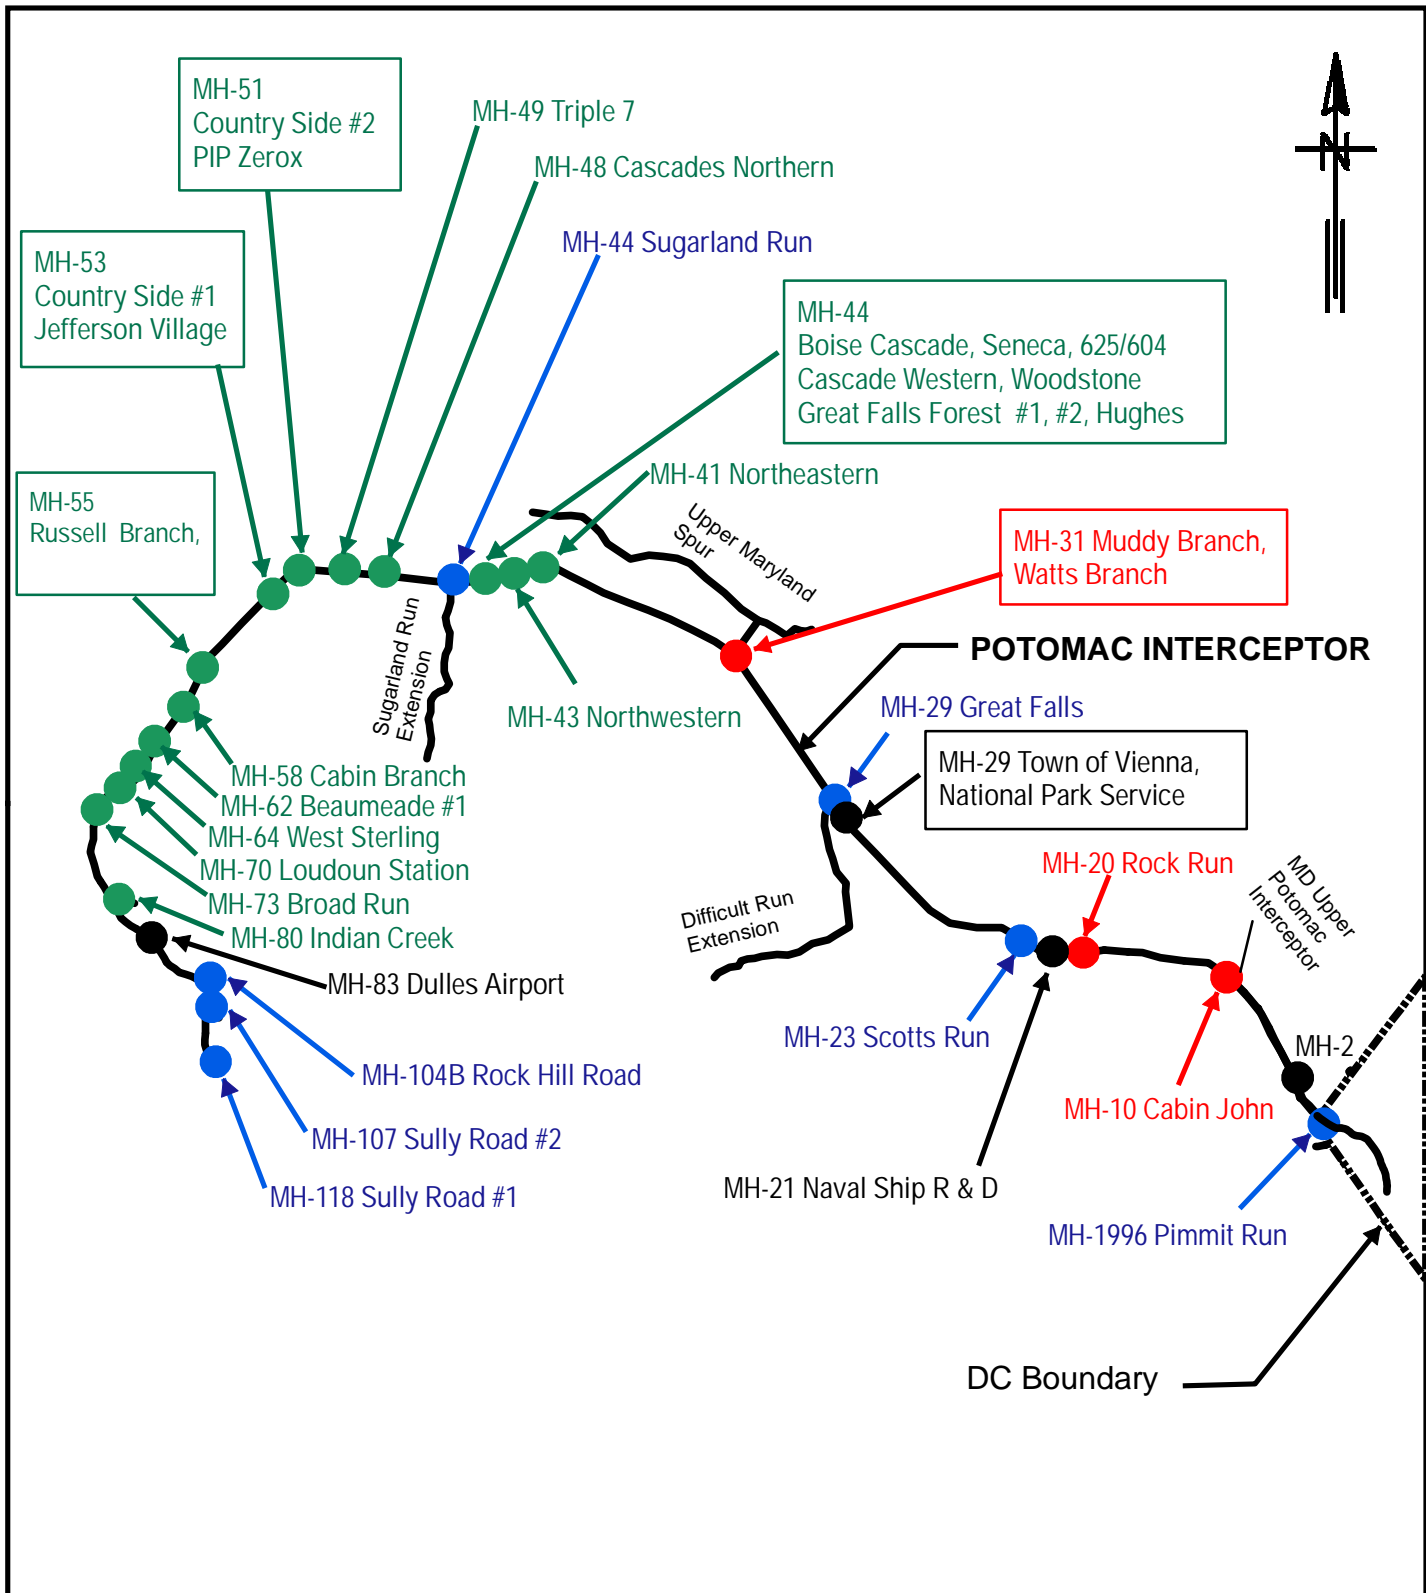 MH-51
Country Side #2
PIP Zerox
MH-49 Triple 7
MH-48 Cascades Northern
N
MH-44 Sugarland Run
MH-53
Country Side #1
Jefferson Village
MH-44
Boise Cascade, Seneca, 625/604
Cascade Western, Woodstone
Great Falls Forest #1, #2, Hughes
MH-41 Northeastern
MH-55
Russell Branch,
Upper Maryland
Spur
MH-31 Muddy Branch,
Watts Branch
POTOMAC INTERCEPTOR
Sugarland Run
Extension
MH-43 Northwestern
MH-29 Great Falls
MH-29 Town of Vienna,
National Park Service
MH-58 Cabin Branch
MH-62 Beaumeade #1
MH-64 West Sterling
MH-70 Loudoun Station
MH-73 Broad Run
MH-80 Indian Creek
MH-83 Dulles Airport
MH-20 Rock Run
MD Upper
Potomac
Interceptor
Difficult Run
Extension
MH-23 Scotts Run
MH-2
MH-104B Rock Hill Road
MH-10 Cabin John
MH-107 Sully Road #2
MH-118 Sully Road #1
MH-21 Naval Ship R & D
MH-1996 Pimmit Run
DC Boundary